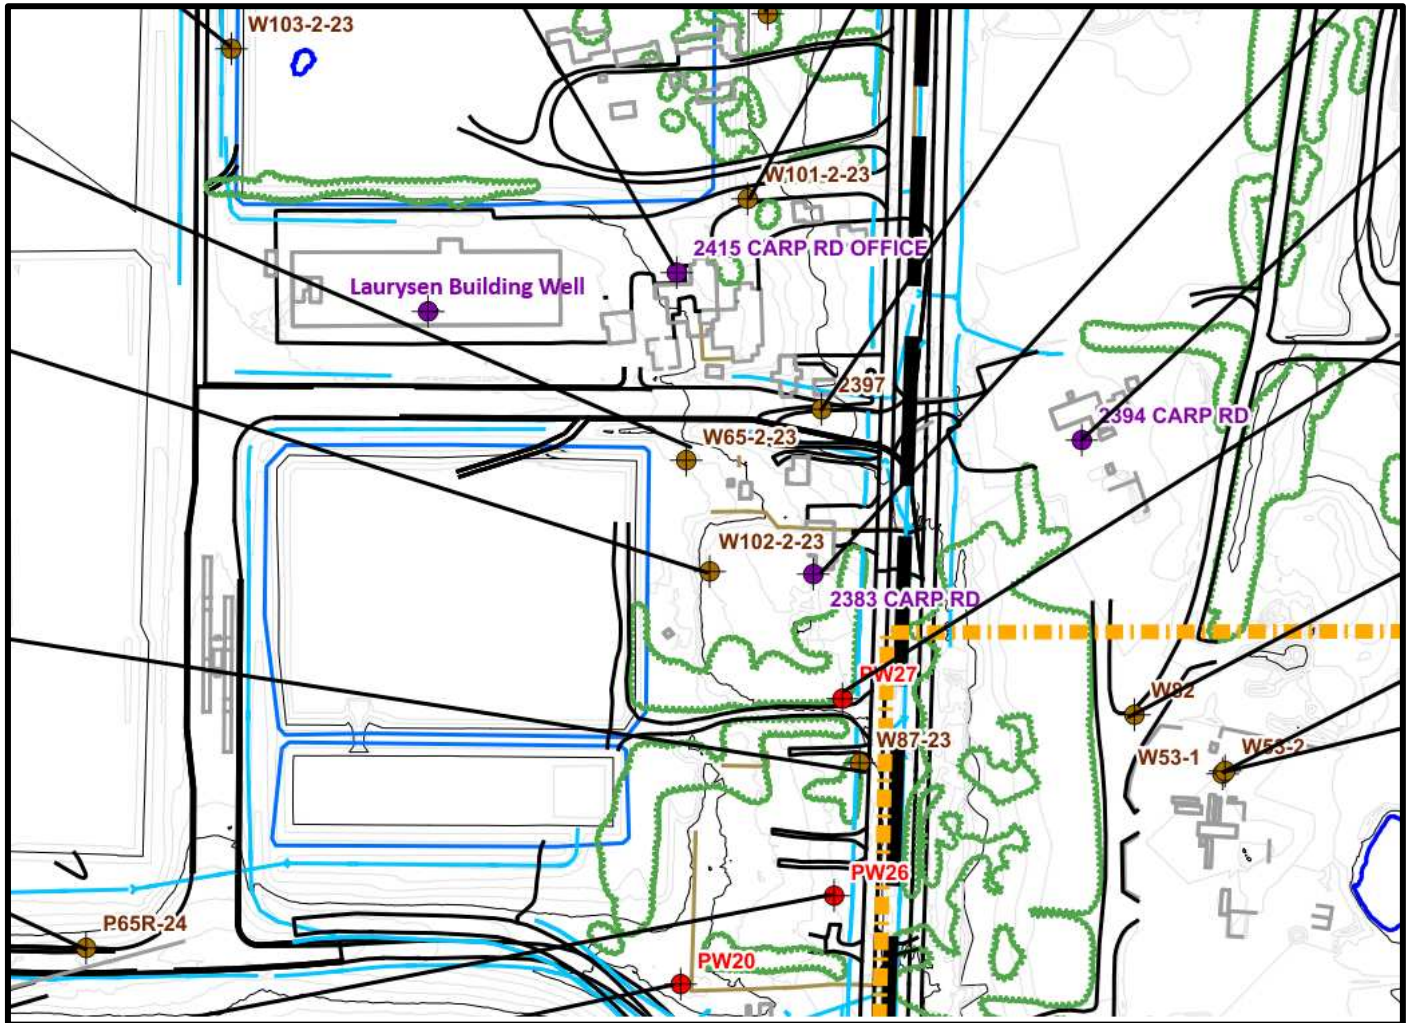 W103-2-23
W101-2-23
2415 CARP RD OFFICE
Laurysen Building Well
2397
2394 CARP RD
W65-2-23
W102-2-23
2383 CARP RD
PW27
W92
W87-23
W53-1
W53-2
PW26
P65R-24
PW20